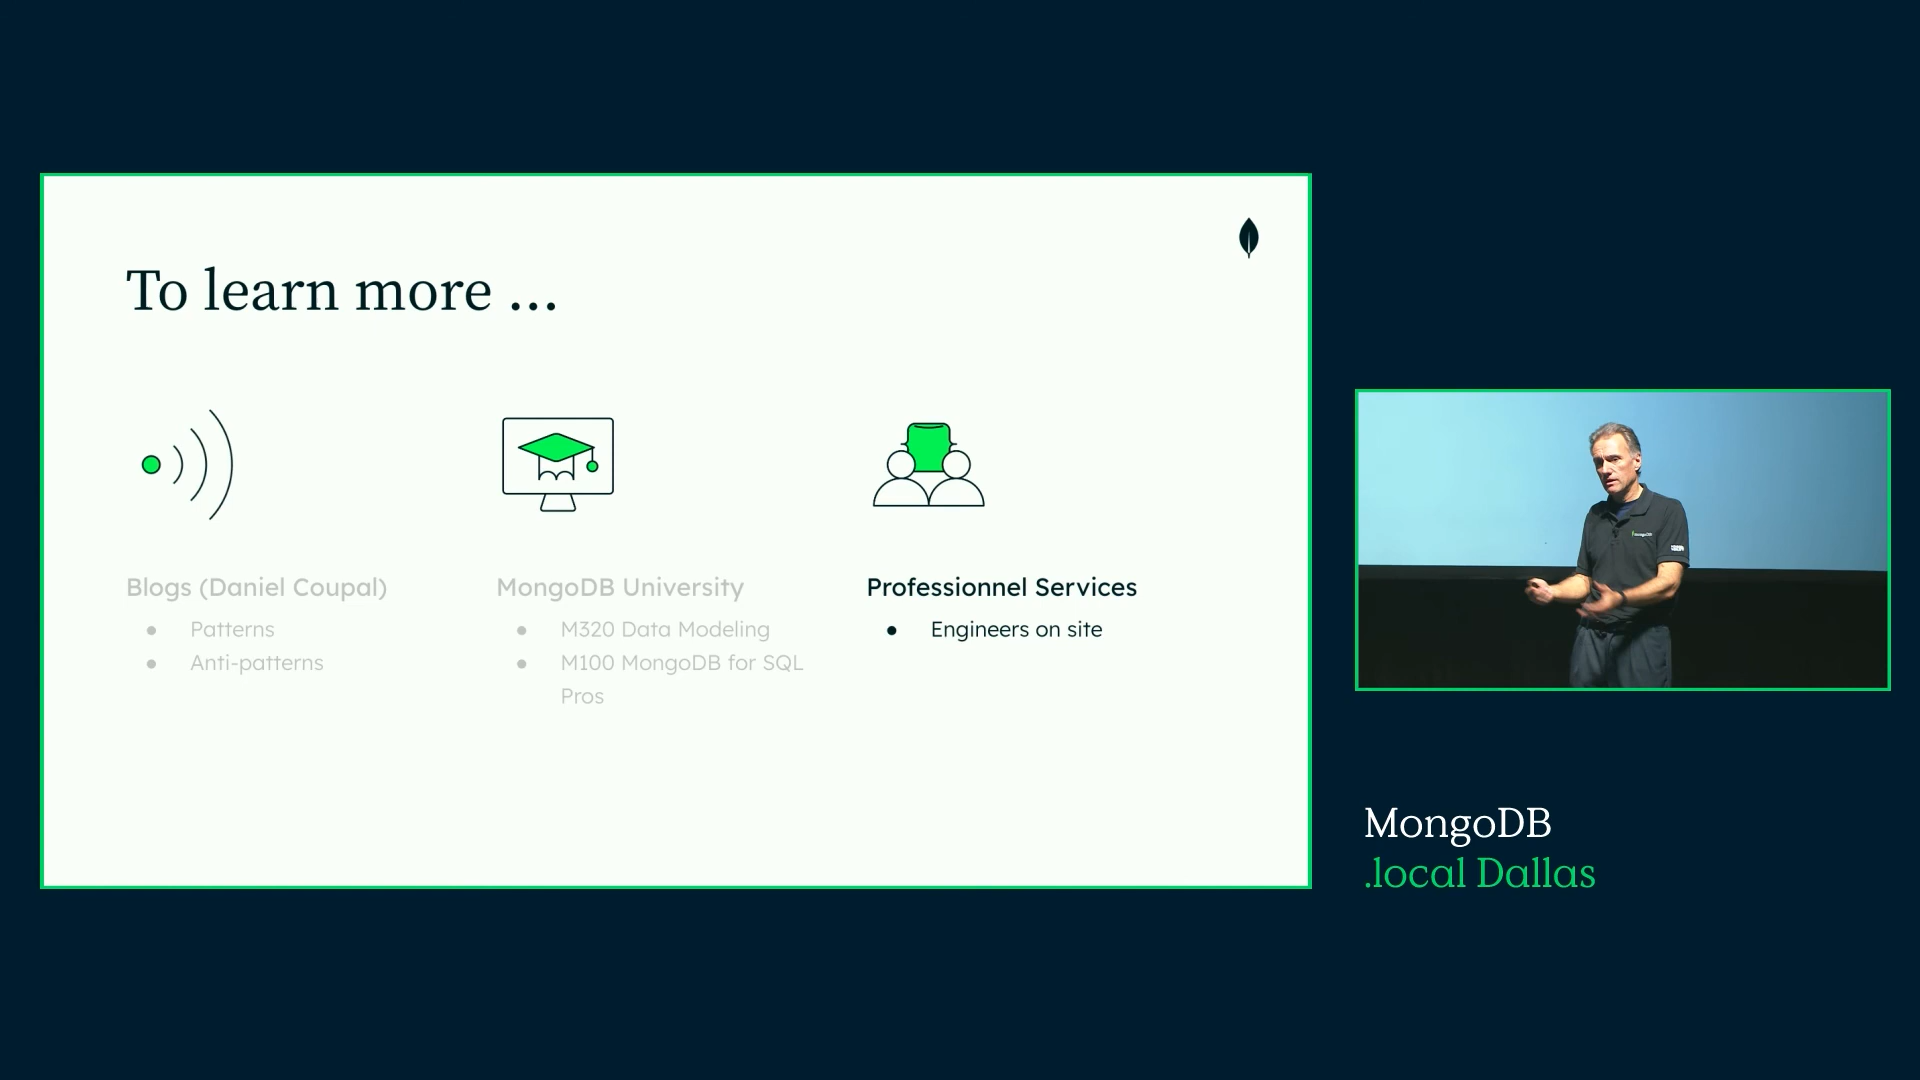 To learn more ...
Blogs (Daniel Coupal)
● Patterns
● Anti-patterns
MongoDB University
● M320 Data Modeling
● M100 MongoDB for SQL
Pros
Professionnel Services
● Engineers on site
mongoDB
MongoDB
.local Dallas